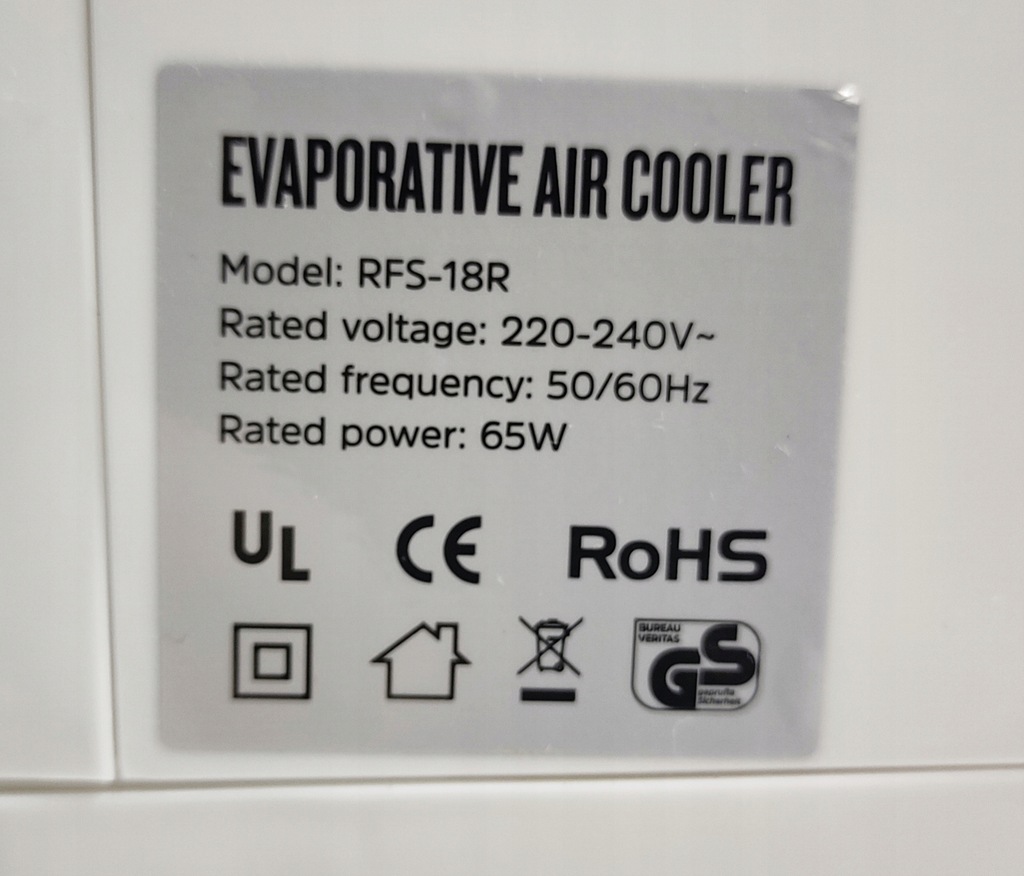 EVAPORATIVE AIR COOLER
Model: RFS-18R
Rated voltage: 220-240V~
Rated frequency: 50/60Hz
Rated power: 65W
UL CE RoHS
BUREAU
VERITAS
GS
geprüfte
Sicherheit